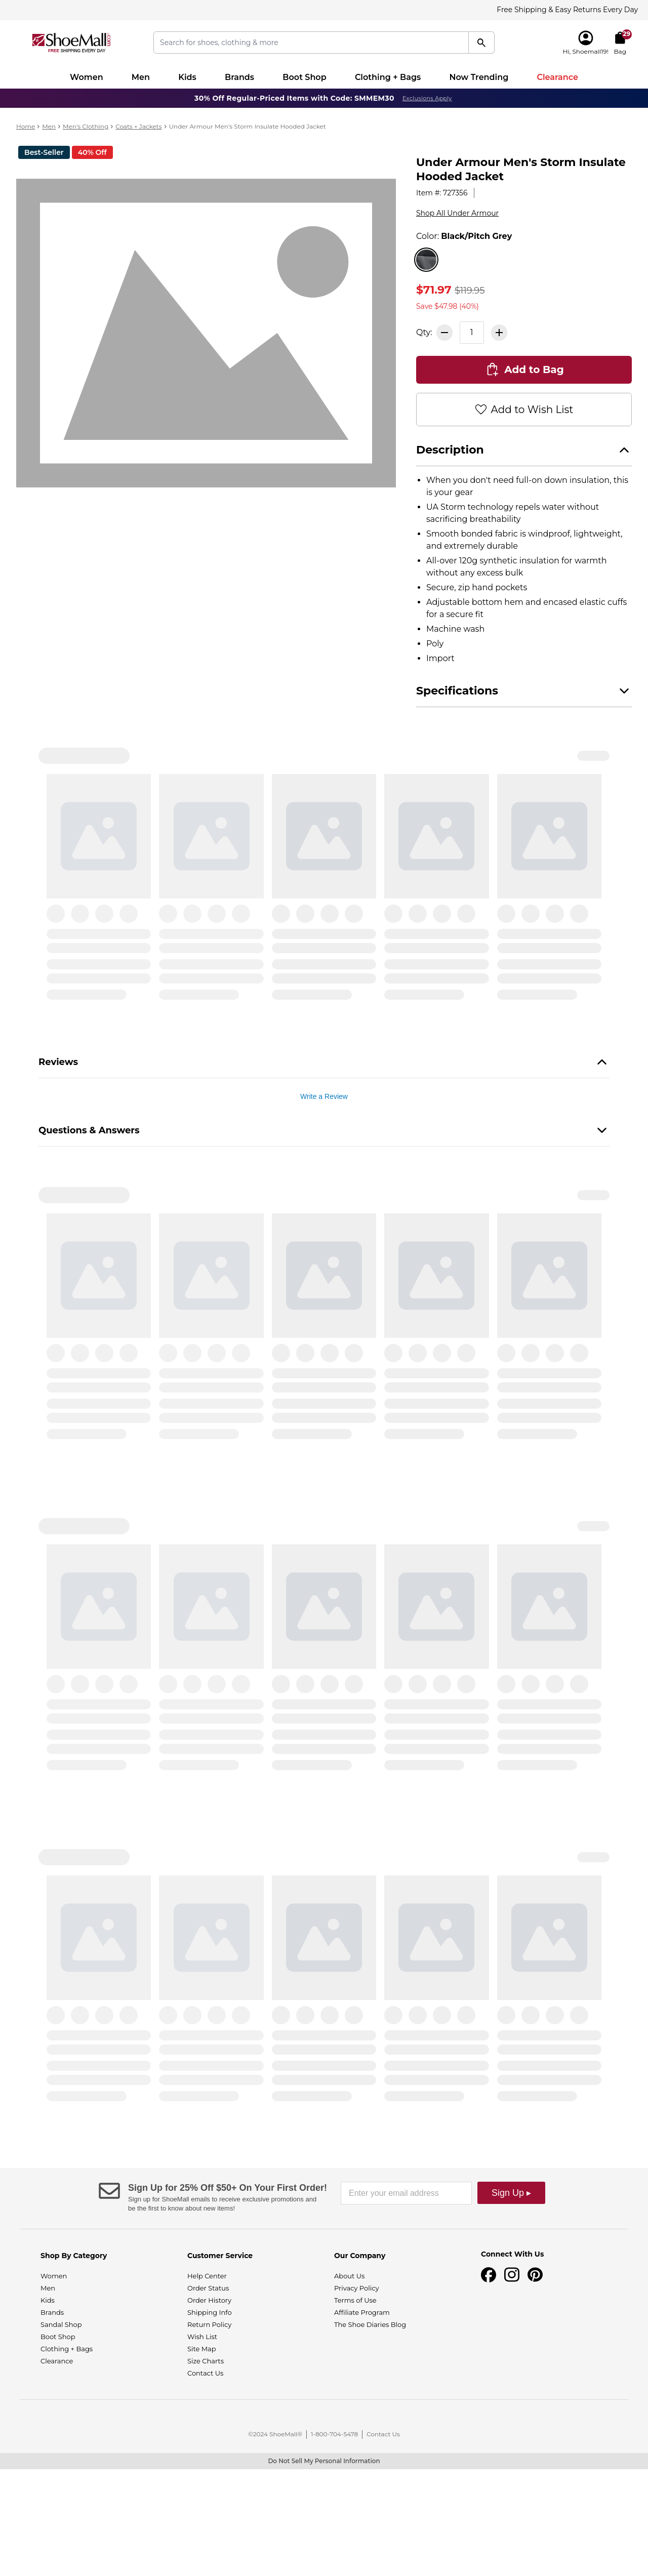 Free Shipping & Easy Returns Every Day
ShoeMall
FREE SHIPPING EVERY DAY
Search for shoes, clothing & more
29
Hi, Shoemall19!
Bag
Women
Men
Kids
Brands
Boot Shop
Clothing + Bags
Now Trending
Clearance
30% Off Regular-Priced Items with Code: SMMEM30
Exclusions Apply
Home > Men > Men's Clothing > Coats + Jackets > Under Armour Men's Storm Insulate Hooded Jacket
Best-Seller
40% Off
Under Armour Men's Storm Insulate
Hooded Jacket
Item #: 727356
Shop All Under Armour
Color: Black/Pitch Grey
$71.97 $119.95
Save $47.98 (40%)
Qty:
1
Add to Bag
Add to Wish List
Description
• When you don't need full-on down insulation, this
is your gear
• UA Storm technology repels water without
sacrificing breathability
• Smooth bonded fabric is windproof, lightweight,
and extremely durable
• All-over 120g synthetic insulation for warmth
without any excess bulk
• Secure, zip hand pockets
• Adjustable bottom hem and encased elastic cuffs
for a secure fit
• Machine wash
• Poly
• Import
Specifications
Reviews
Write a Review
Questions & Answers
Sign Up for 25% Off $50+ On Your First Order!
Sign up for ShoeMall emails to receive exclusive promotions and
be the first to know about new items!
Enter your email address
Sign Up ▸
Shop By Category
Women
Men
Kids
Brands
Sandal Shop
Boot Shop
Clothing + Bags
Clearance
Customer Service
Help Center
Order Status
Order History
Shipping Info
Return Policy
Wish List
Site Map
Size Charts
Contact Us
Our Company
About Us
Privacy Policy
Terms of Use
Affiliate Program
The Shoe Diaries Blog
Connect With Us
©2024 ShoeMall®
1-800-704-5478
Contact Us
Do Not Sell My Personal Information